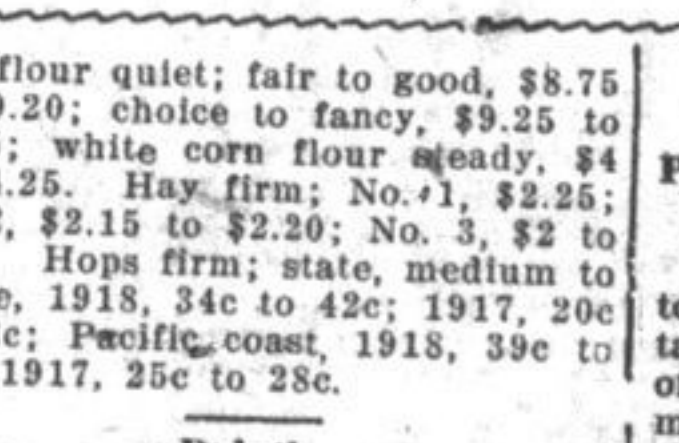 flour quiet; fair to good, $8.75
.20; choice to fancy, $9.25 to
; white corn flour steady, $4
.25. Hay firm; No. 1, $2.25;
, $2.15 to $2.20; No. 3, $2 to
Hops firm; state, medium to
, 1918, 34c to 42c; 1917, 20c
c; Pacific coast, 1918, 39c to
1917, 25c to 28c.